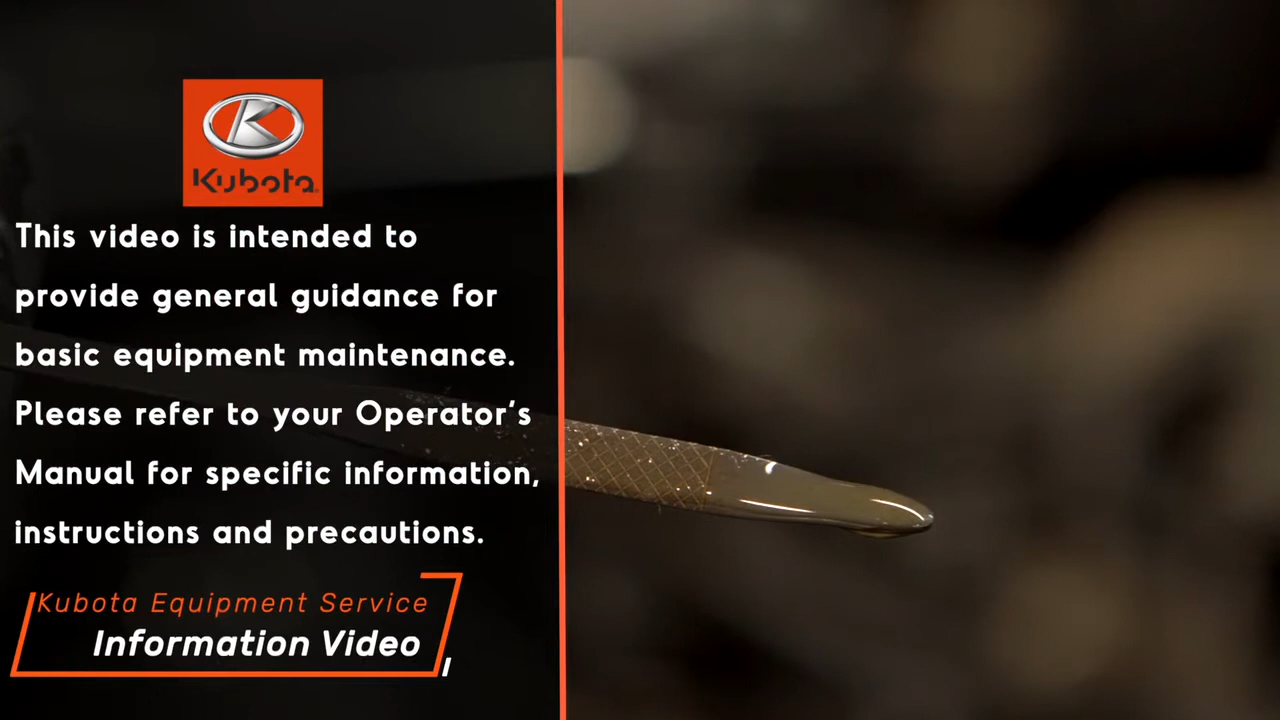 Kubota
This video is intended to
provide general guidance for
basic equipment maintenance.
Please refer to your Operator's
Manual for specific information,
instructions and precautions.
Kubota Equipment Service
Information Video